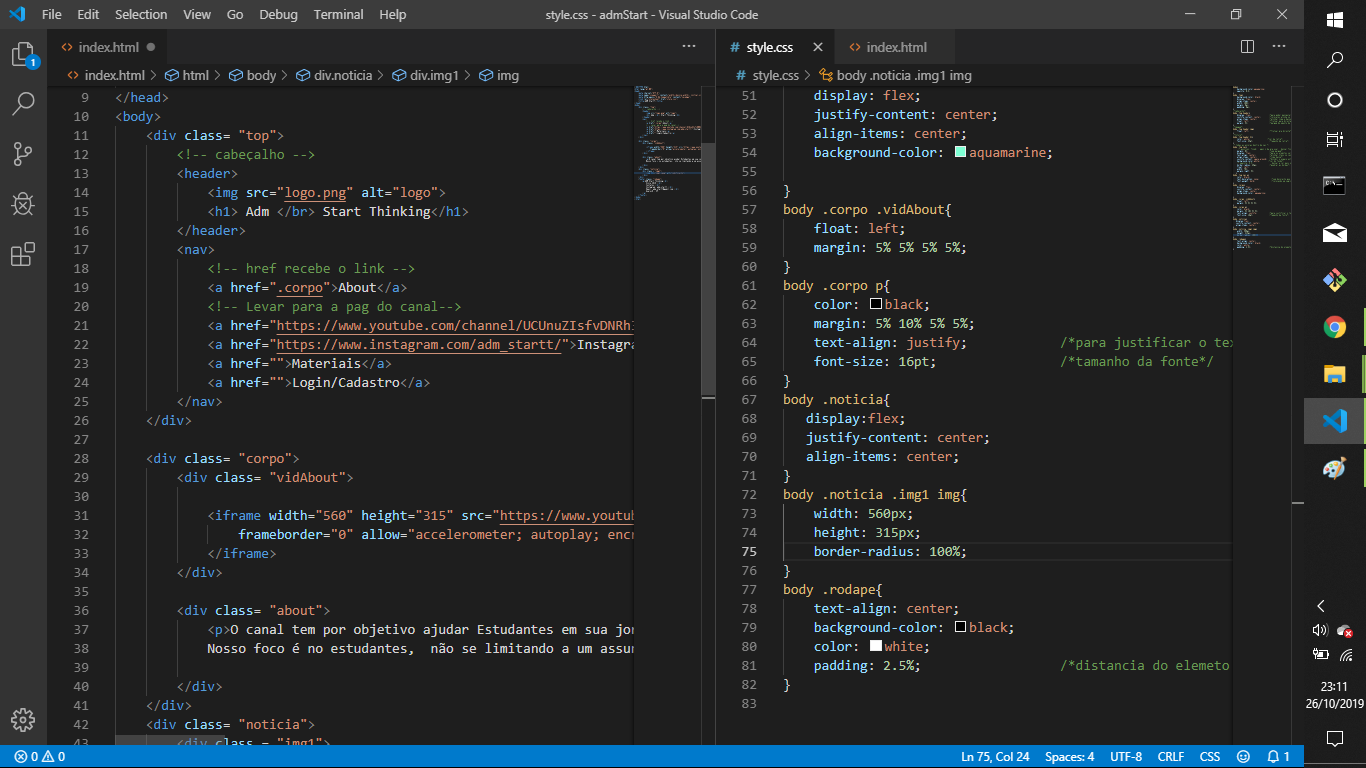 File Edit Selection View Go Debug Terminal Help
style.css - admStart - Visual Studio Code
index.html ● ···
index.html > html > body > div.noticia > div.img1 > img
9 </head>
10 <body>
11 <div class= "top">
12 <!-- cabeçalho -->
13 <header>
14 <img src="logo.png" alt="logo">
15 <h1> Adm </br> Start Thinking</h1>
16 </header>
17 <nav>
18 <!-- href recebe o link -->
19 <a href=".corpo">About</a>
20 <!-- Levar para a pag do canal-->
21 <a href="https://www.youtube.com/channel/UCUnuZIsfvDNRh
22 <a href="https://www.instagram.com/adm_startt/">Instagra
23 <a href="">Materiais</a>
24 <a href="">Login/Cadastro</a>
25 </nav>
26 </div>
27
28 <div class= "corpo">
29 <div class= "vidAbout">
30
31 <iframe width="560" height="315" src="https://www.youtub
32 frameborder="0" allow="accelerometer; autoplay; encr
33 </iframe>
34 </div>
35
36 <div class= "about">
37 <p>O canal tem por objetivo ajudar Estudantes em sua jor
38 Nosso foco é no estudantes, não se limitando a um assun
39
40 </div>
41 </div>
42 <div class= "noticia">
43 <div class = "img1">
# style.css × index.html ···
# style.css > body .noticia .img1 img
51 display: flex;
52 justify-content: center;
53 align-items: center;
54 background-color: aquamarine;
55
56 }
57 body .corpo .vidAbout{
58 float: left;
59 margin: 5% 5% 5% 5%;
60 }
61 body .corpo p{
62 color: black;
63 margin: 5% 10% 5% 5%;
64 text-align: justify; /*para justificar o te
65 font-size: 16pt; /*tamanho da fonte*/
66 }
67 body .noticia{
68 display:flex;
69 justify-content: center;
70 align-items: center;
71 }
72 body .noticia .img1 img{
73 width: 560px;
74 height: 315px;
75 border-radius: 100%;
76 }
77 body .rodape{
78 text-align: center;
79 background-color: black;
80 color: white;
81 padding: 2.5%; /*distancia do elemeto
82 }
83
1
0 0
Ln 75, Col 24 Spaces: 4 UTF-8 CRLF CSS 1
23:11
26/10/2019